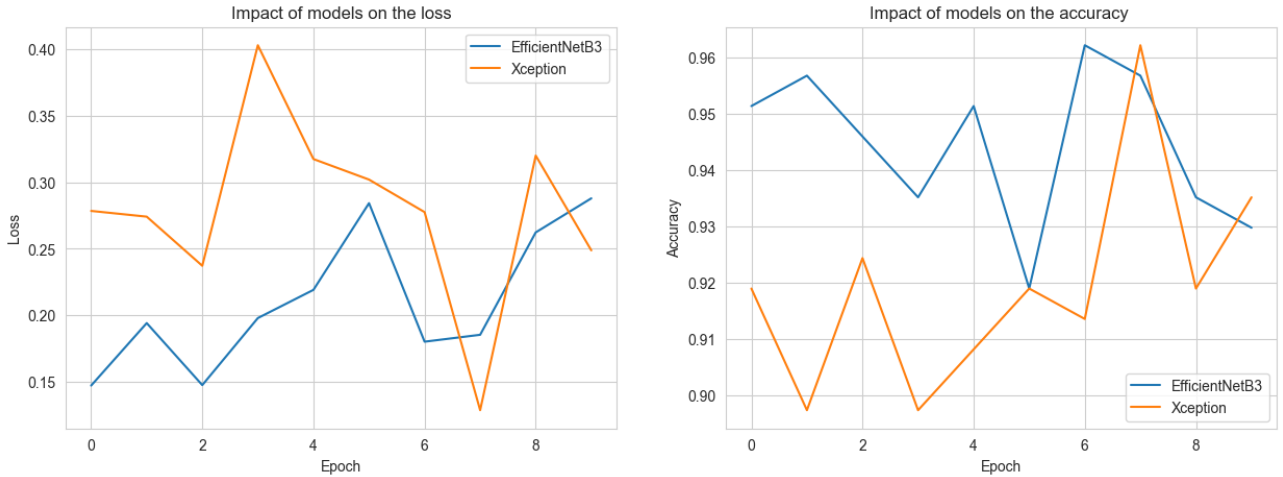 Impact of models on the loss
EfficientNetB3
Xception
0.40
0.35
0.30
0.25
0.20
0.15
Loss
0 2 4 6 8
Epoch
Impact of models on the accuracy
0.96
0.95
0.94
0.93
0.92
0.91
0.90
Accuracy
EfficientNetB3
Xception
0 2 4 6 8
Epoch